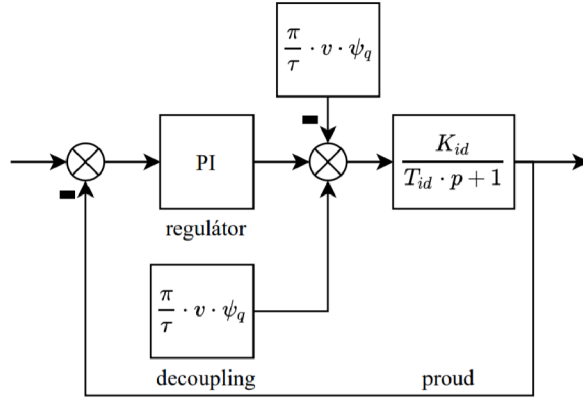 π/τ · v · ψ_q
PI
K_id / (T_id · p + 1)
regulátor
π/τ · v · ψ_q
decoupling
proud